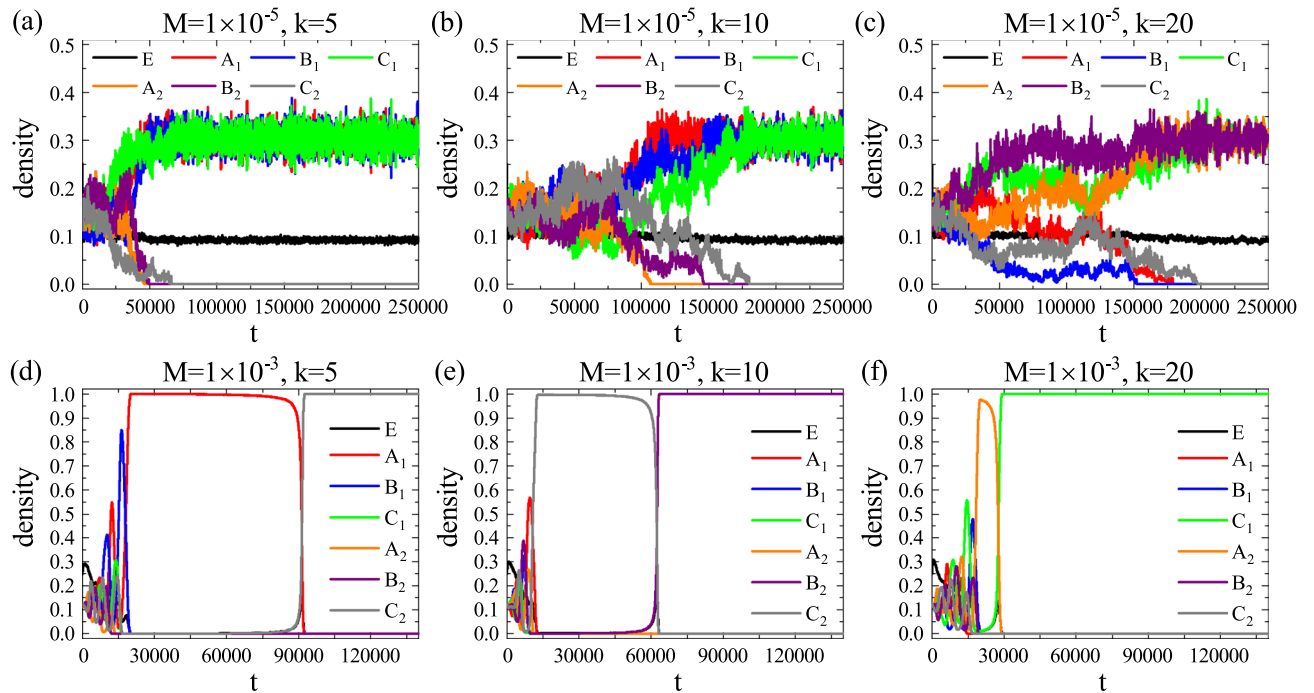 (a) M=1×10⁻⁵, k=5
0.5
0.4
0.3
0.2
0.1
0.0
density
E A₁ B₁ C₁
A₂ B₂ C₂
0 50000 100000 150000 200000 250000
t
(b) M=1×10⁻⁵, k=10
0.5
0.4
0.3
0.2
0.1
0.0
density
E A₁ B₁ C₁
A₂ B₂ C₂
0 50000 100000 150000 200000 250000
t
(c) M=1×10⁻⁵, k=20
0.5
0.4
0.3
0.2
0.1
0.0
density
E A₁ B₁ C₁
A₂ B₂ C₂
0 50000 100000 150000 200000 250000
t
(d) M=1×10⁻³, k=5
1.0
0.9
0.8
0.7
0.6
0.5
0.4
0.3
0.2
0.1
0.0
density
E
A₁
B₁
C₁
A₂
B₂
C₂
0 30000 60000 90000 120000
t
(e) M=1×10⁻³, k=10
1.0
0.9
0.8
0.7
0.6
0.5
0.4
0.3
0.2
0.1
0.0
density
E
A₁
B₁
C₁
A₂
B₂
C₂
0 30000 60000 90000 120000
t
(f) M=1×10⁻³, k=20
1.0
0.9
0.8
0.7
0.6
0.5
0.4
0.3
0.2
0.1
0.0
density
E
A₁
B₁
C₁
A₂
B₂
C₂
0 30000 60000 90000 120000
t